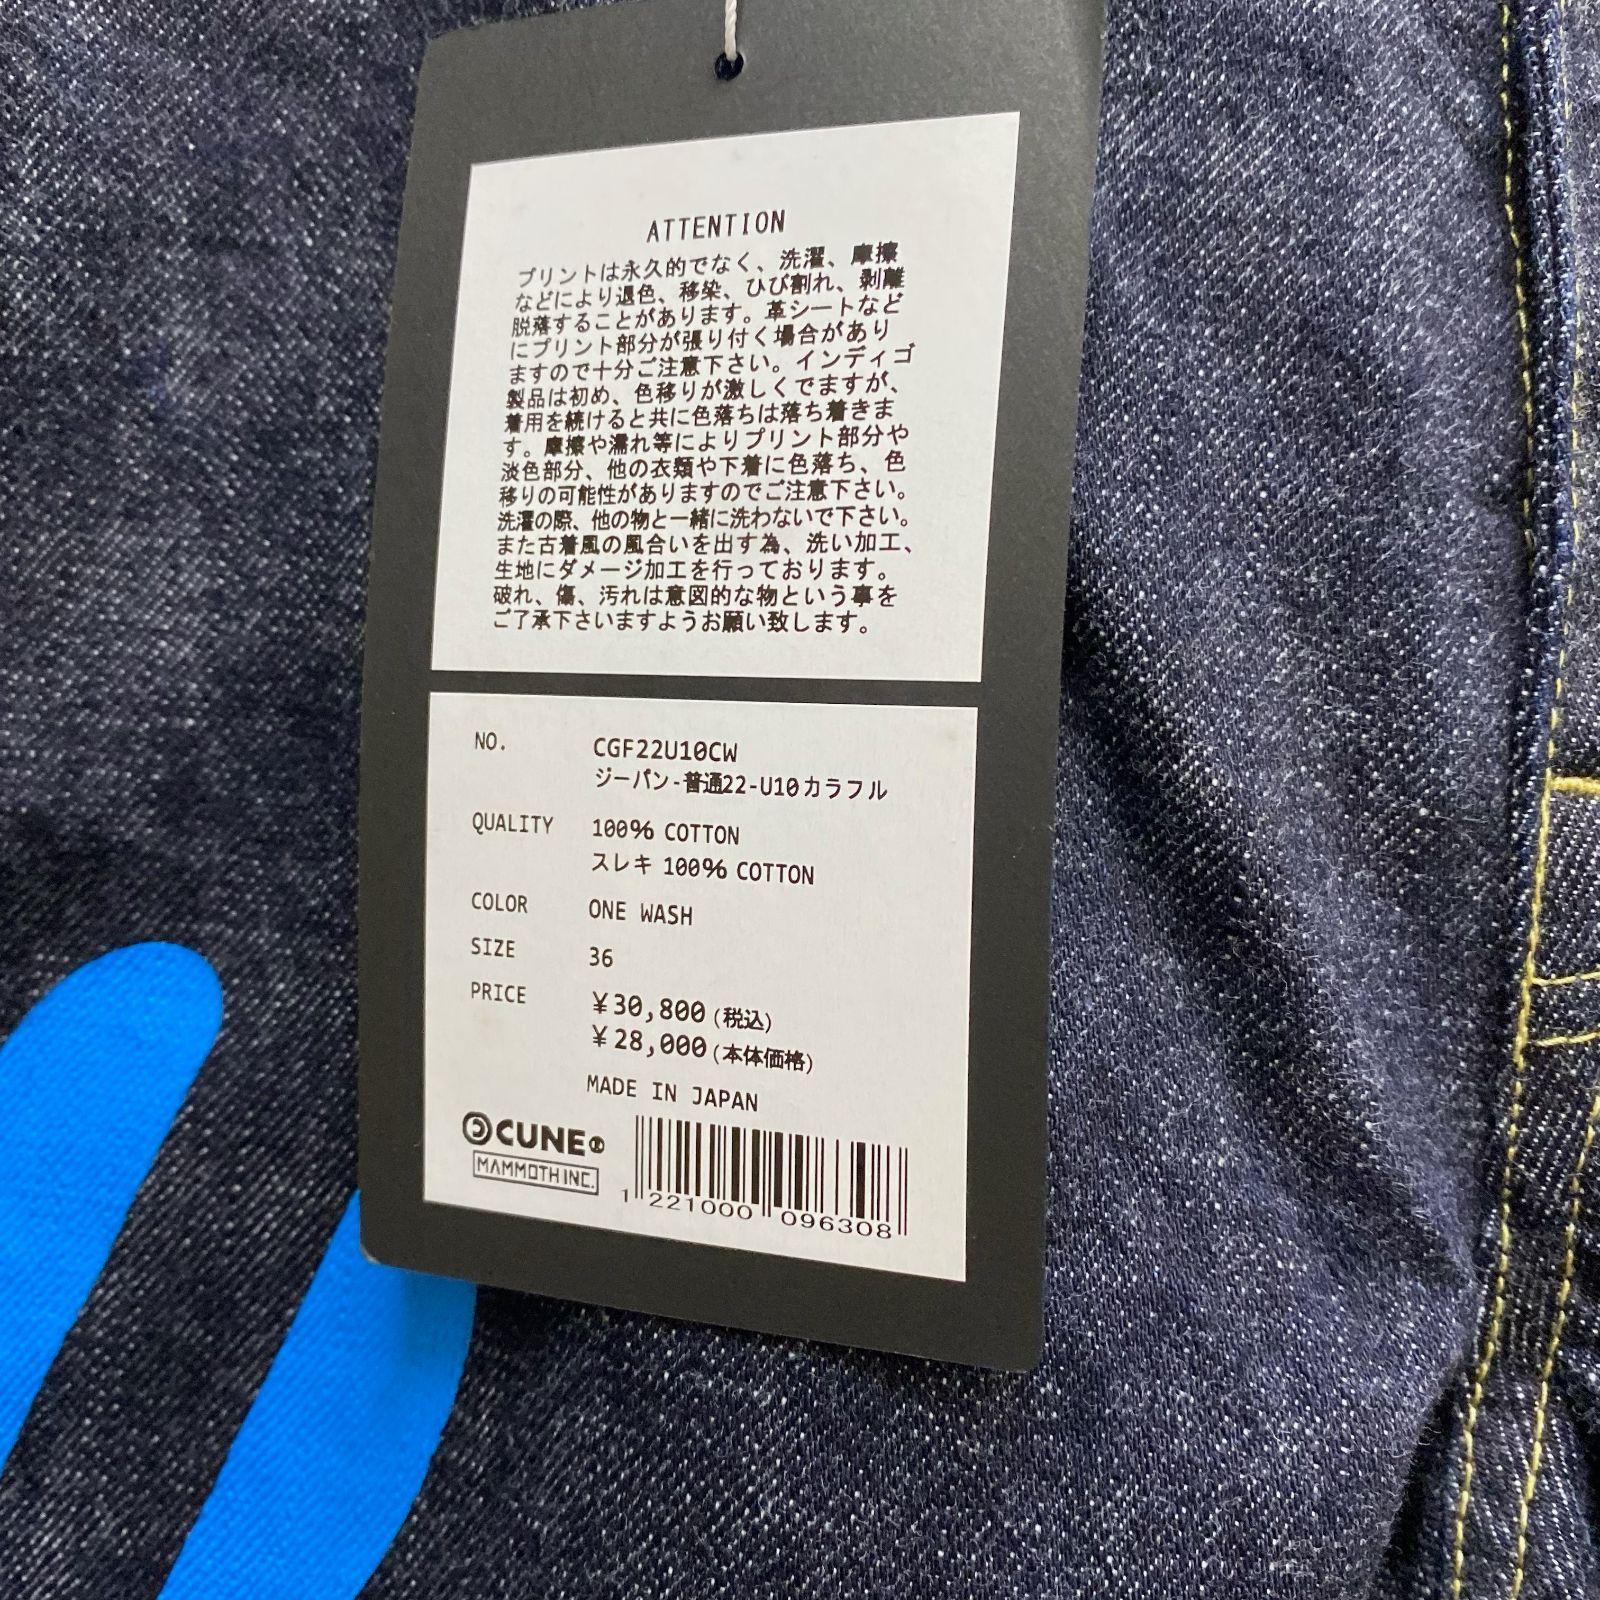 ATTENTION
プリントは永久的でなく、洗濯、摩擦
などにより退色、移染、ひび割れ、剥離
脱落することがあります。革シートなど
にプリント部分が張り付く場合があり
ますので十分ご注意下さい。インディゴ
製品は初め、色移りが激しくでますが、
着用を続けると共に色落ちは落ち着きま
す。摩擦や濡れ等によりプリント部分や
淡色部分、他の衣類や下着に色落ち、色
移りの可能性がありますのでご注意下さい。
洗濯の際、他の物と一緒に洗わないで下さい。
また古着風の風合いを出す為、洗い加工、
生地にダメージ加工を行っております。
破れ、傷、汚れは意図的な物という事を
ご了承下さいますようお願い致します。
NO. CGF22U10CW
ジーパン-普通22-U10カラフル
QUALITY 100% COTTON
スレキ 100% COTTON
COLOR ONE WASH
SIZE 36
PRICE ¥30,800(税込)
¥28,000(本体価格)
MADE IN JAPAN
CUNE
MAMMOTH INC.
1 221000 096308